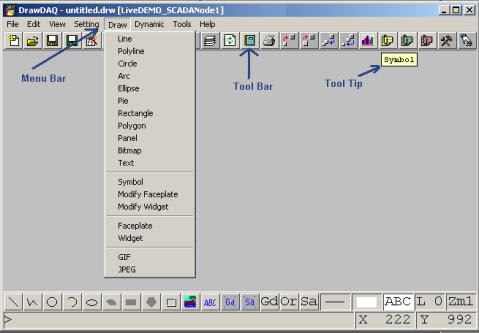 DrawDAQ - untitled.drw [LiveDEMO_SCADANode1]
File Edit View Setting Draw Dynamic Tools Help
Menu Bar
Tool Bar
Tool Tip
Symbol
Line
Polyline
Circle
Arc
Ellipse
Pie
Rectangle
Polygon
Panel
Bitmap
Text
Symbol
Modify Faceplate
Modify Widget
Faceplate
Widget
GIF
JPEG
ABC Gd Sa Gd Or Sa ABC L 0 Zm1
> X 222 Y 992